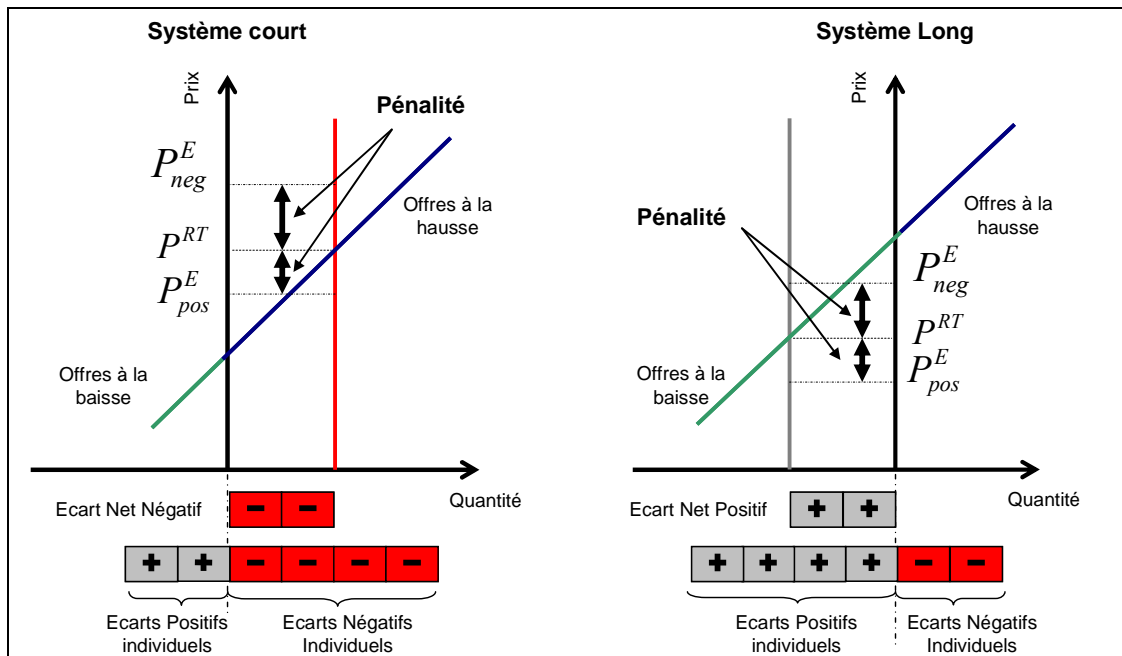 Système court
Prix
Pénalité
P^E_neg
P^RT
P^E_pos
Offres à la
hausse
Offres à la
baisse
Quantité
Ecart Net Négatif
- -
+ + - - - -
Ecarts Positifs
individuels
Ecarts Négatifs
Individuels
Système Long
Prix
Offres à la
hausse
Pénalité
P^E_neg
P^RT
P^E_pos
Offres à la
baisse
Quantité
Ecart Net Positif
+ +
+ + + + - -
Ecarts Positifs
individuels
Ecarts Négatifs
Individuels